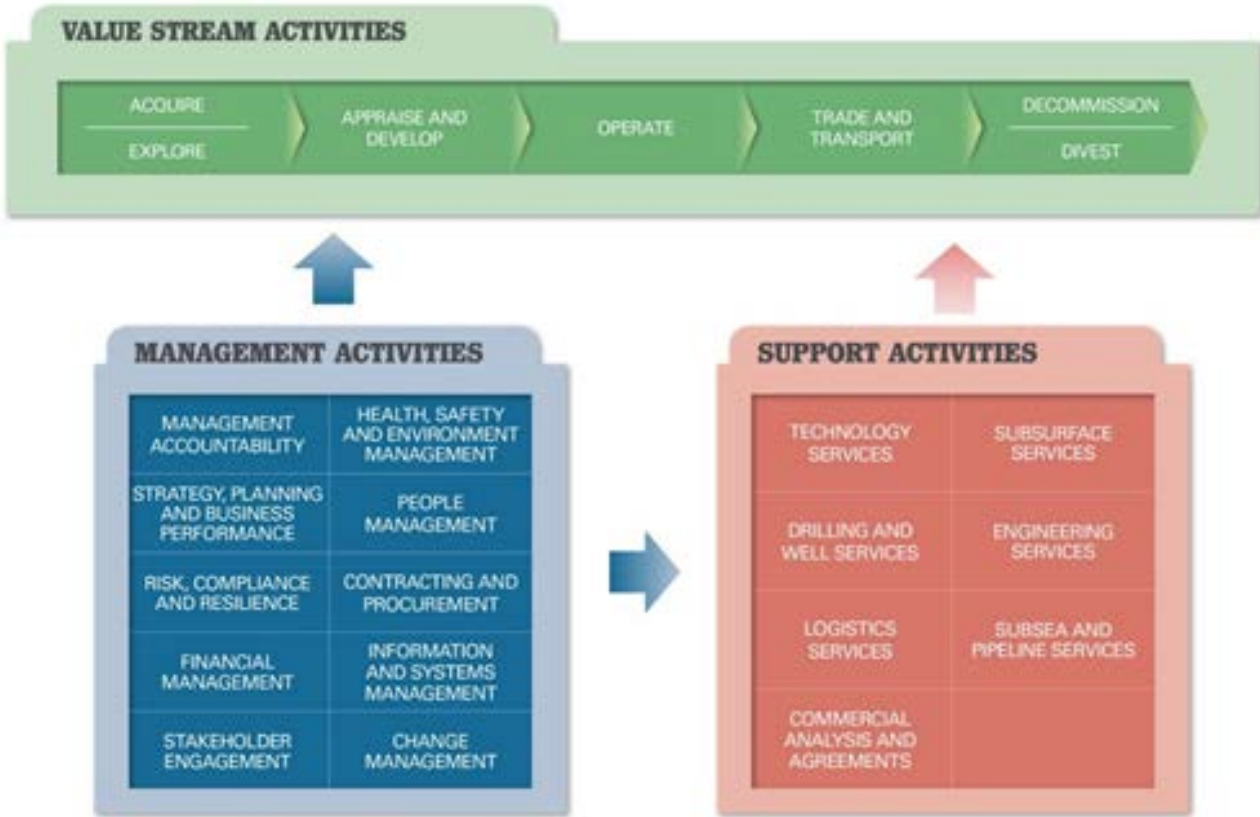 VALUE STREAM ACTIVITIES
ACQUIRE
EXPLORE
APPRAISE AND
DEVELOP
OPERATE
TRADE AND
TRANSPORT
DECOMMISSION
DIVEST
MANAGEMENT ACTIVITIES
MANAGEMENT
ACCOUNTABILITY
HEALTH, SAFETY
AND ENVIRONMENT
MANAGEMENT
STRATEGY, PLANNING
AND BUSINESS
PERFORMANCE
PEOPLE
MANAGEMENT
RISK, COMPLIANCE
AND RESILIENCE
CONTRACTING AND
PROCUREMENT
FINANCIAL
MANAGEMENT
INFORMATION
AND SYSTEMS
MANAGEMENT
STAKEHOLDER
ENGAGEMENT
CHANGE
MANAGEMENT
SUPPORT ACTIVITIES
TECHNOLOGY
SERVICES
SUBSURFACE
SERVICES
DRILLING AND
WELL SERVICES
ENGINEERING
SERVICES
LOGISTICS
SERVICES
SUBSEA AND
PIPELINE SERVICES
COMMERCIAL
ANALYSIS AND
AGREEMENTS